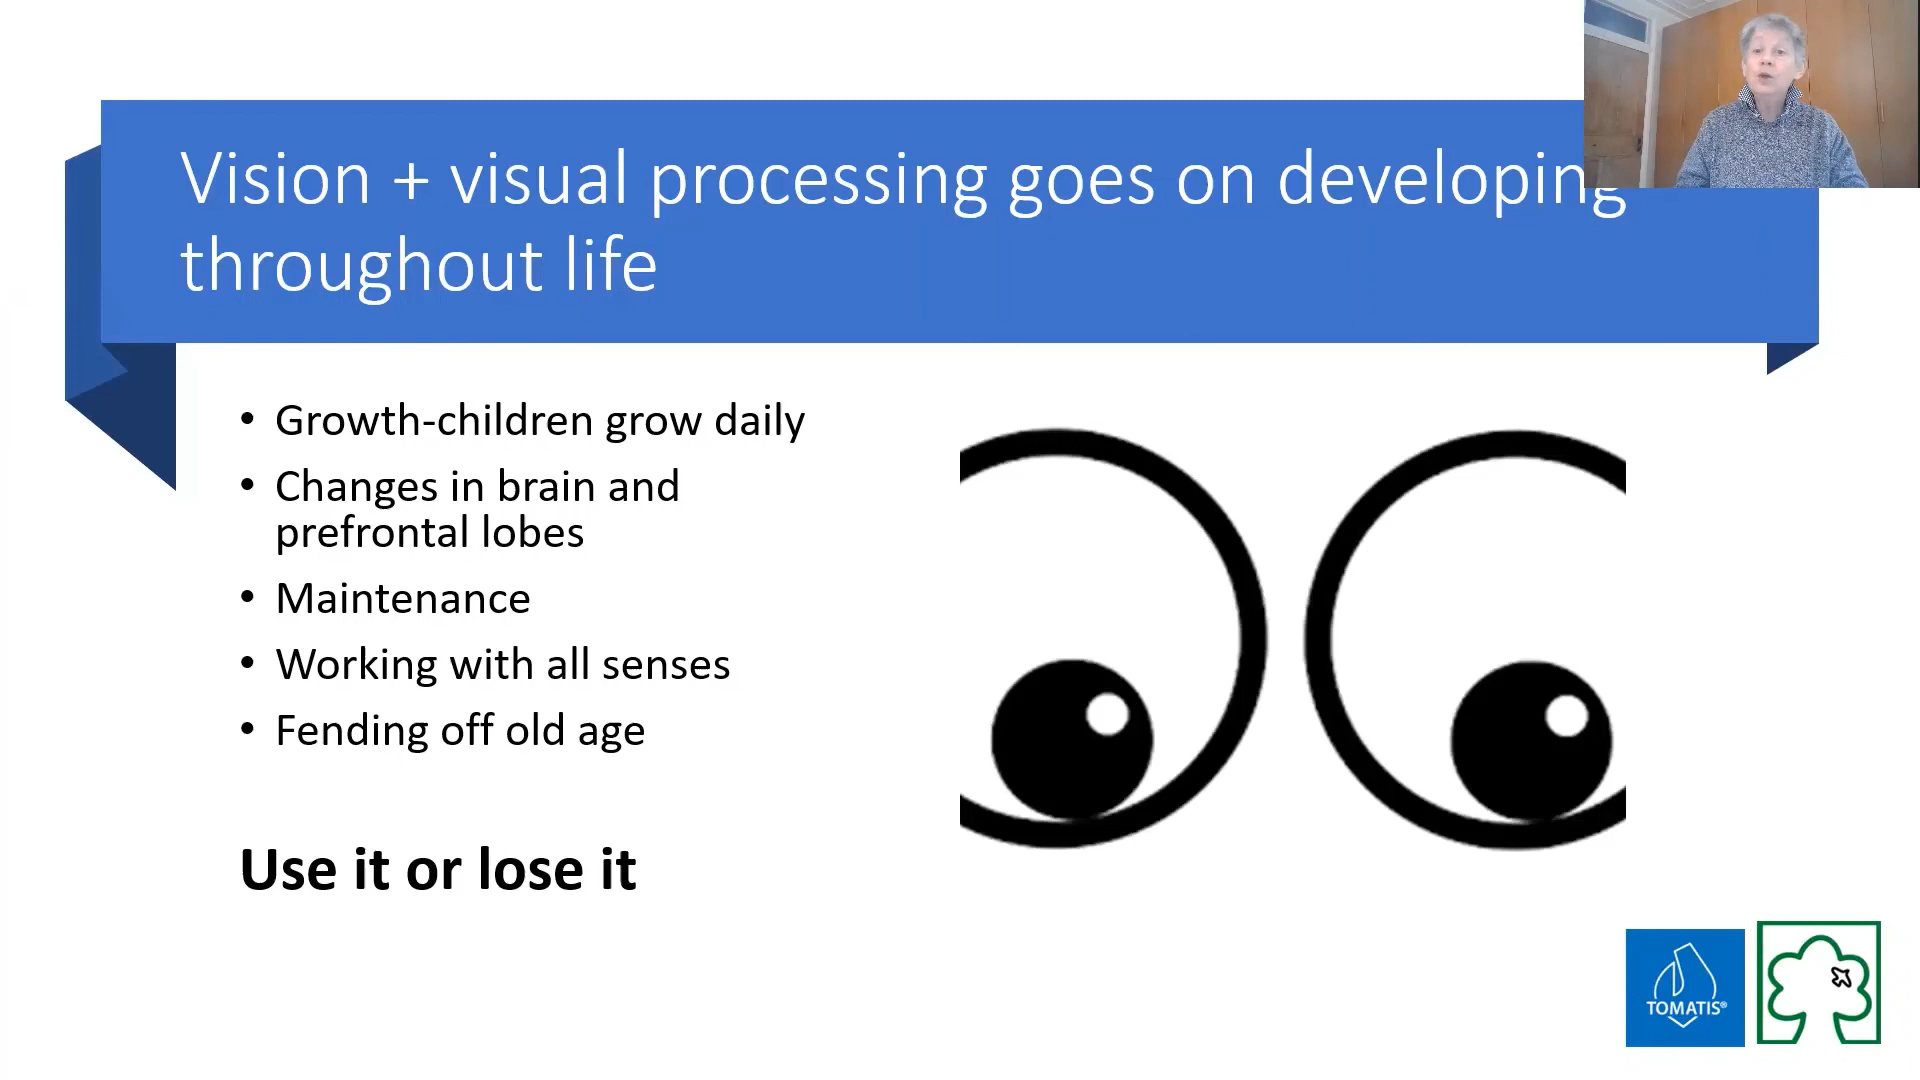 Vision + visual processing goes on developing
throughout life
• Growth-children grow daily
• Changes in brain and
prefrontal lobes
• Maintenance
• Working with all senses
• Fending off old age
Use it or lose it
TOMATIS®